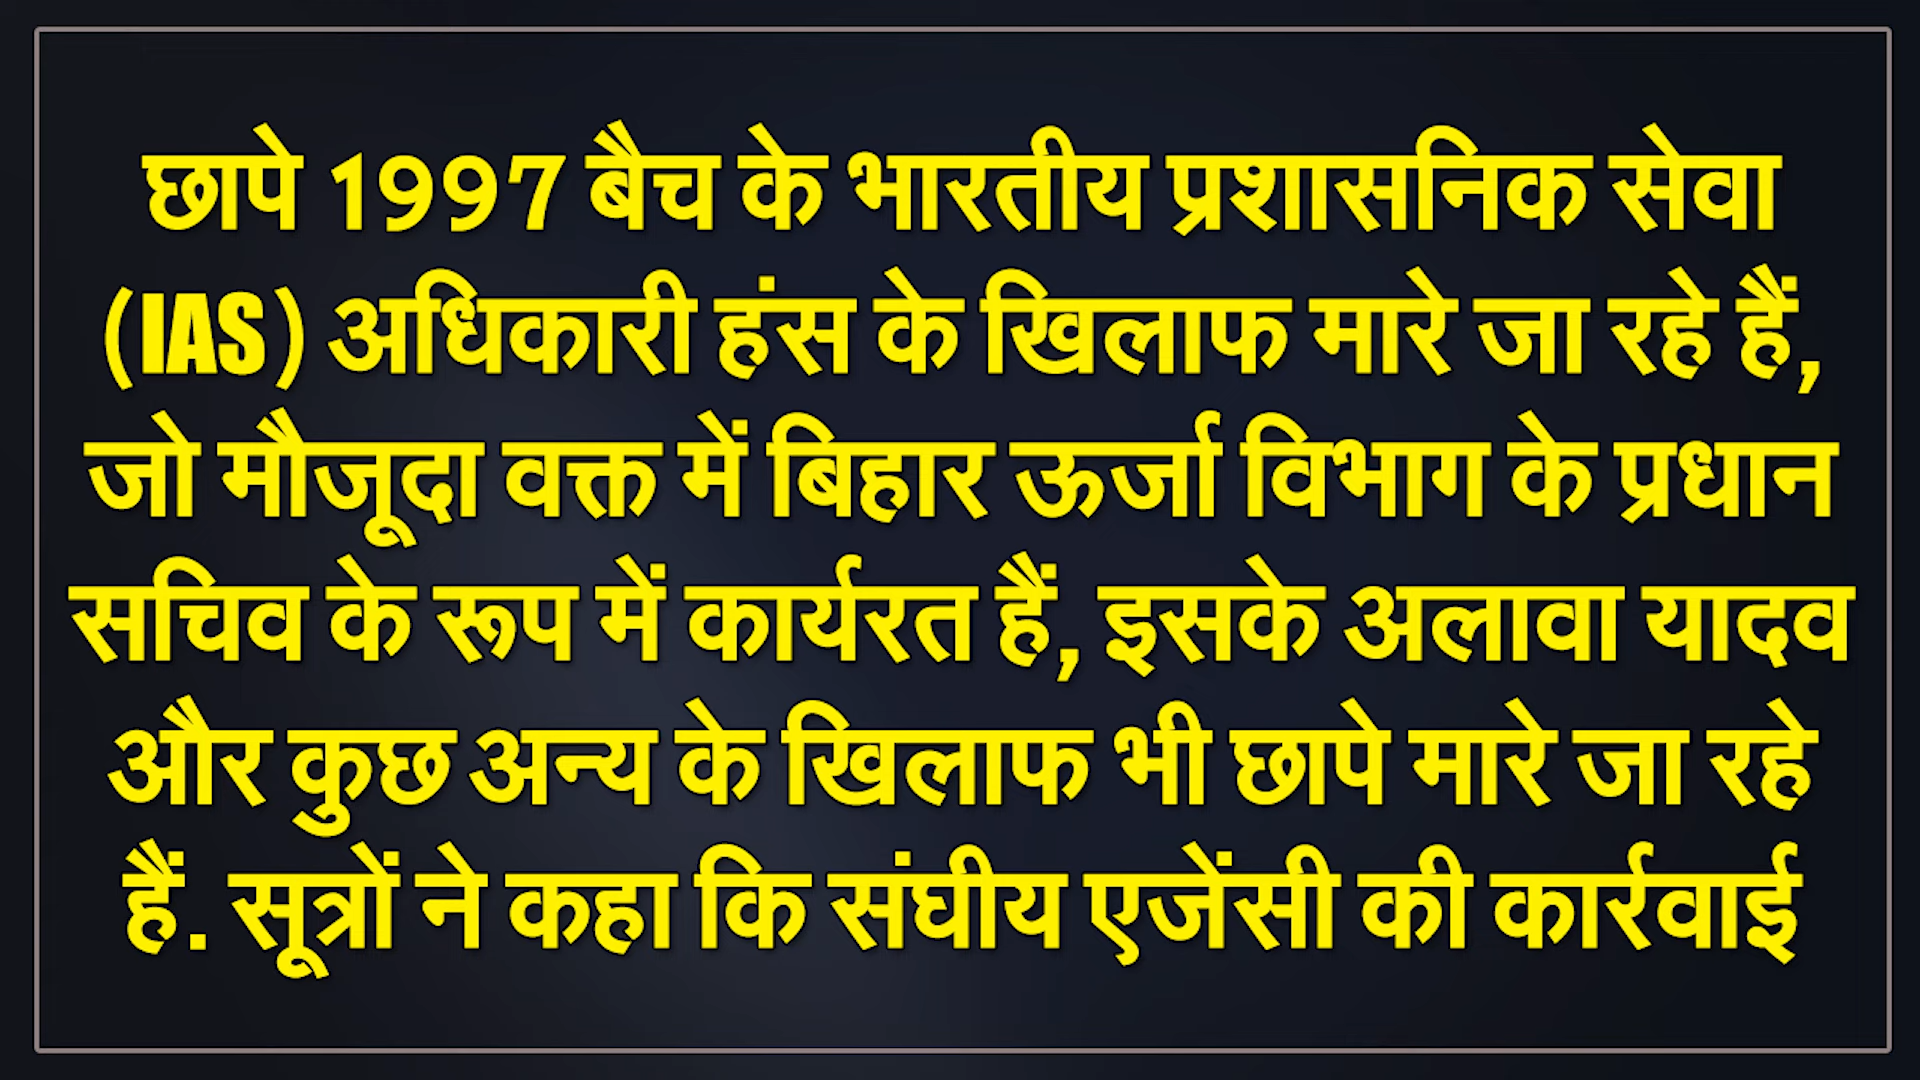 छापे 1997 बैच के भारतीय प्रशासनिक सेवा
(IAS) अधिकारी हंस के खिलाफ मारे जा रहे हैं,
जो मौजूदा वक्त में बिहार ऊर्जा विभाग के प्रधान
सचिव के रूप में कार्यरत हैं, इसके अलावा यादव
और कुछ अन्य के खिलाफ भी छापे मारे जा रहे
हैं. सूत्रों ने कहा कि संघीय एजेंसी की कार्रवाई